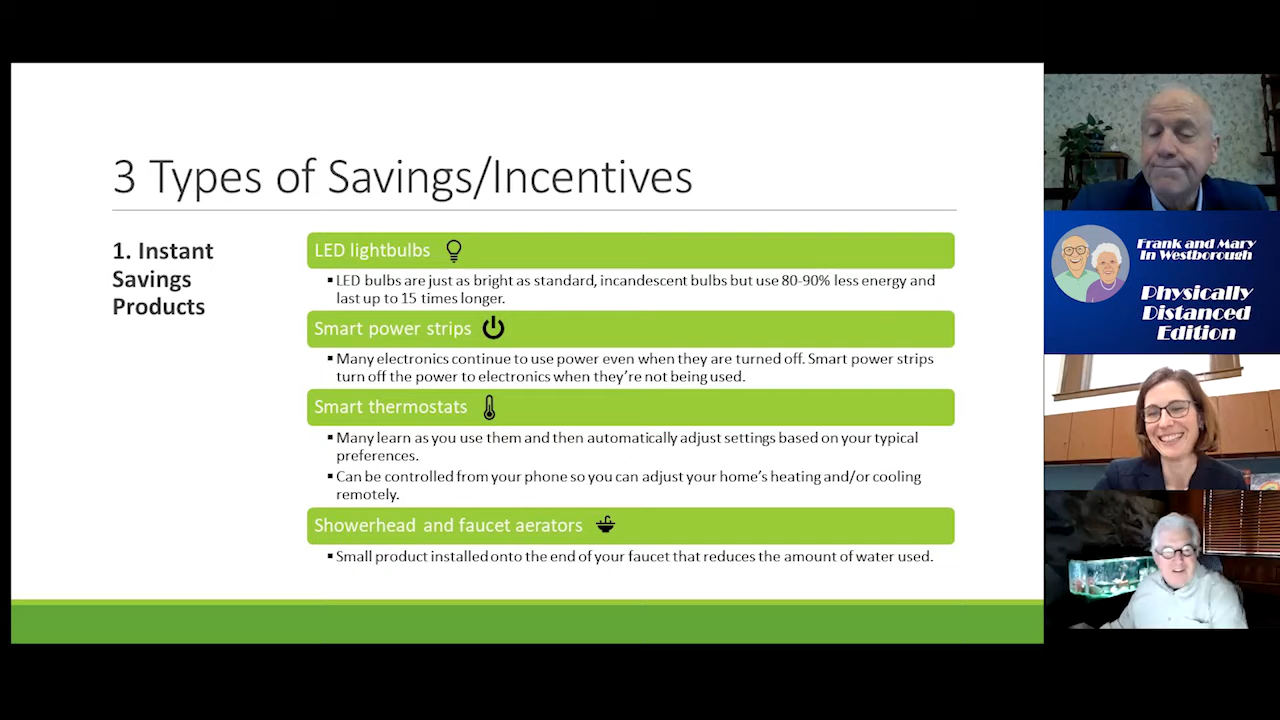 3 Types of Savings/Incentives
1. Instant
Savings
Products
LED lightbulbs
▪ LED bulbs are just as bright as standard, incandescent bulbs but use 80-90% less energy and
last up to 15 times longer.
Smart power strips
▪ Many electronics continue to use power even when they are turned off. Smart power strips
turn off the power to electronics when they're not being used.
Smart thermostats
▪ Many learn as you use them and then automatically adjust settings based on your typical
preferences.
▪ Can be controlled from your phone so you can adjust your home's heating and/or cooling
remotely.
Showerhead and faucet aerators
▪ Small product installed onto the end of your faucet that reduces the amount of water used.
Frank and Mary
In Westborough
Physically
Distanced
Edition